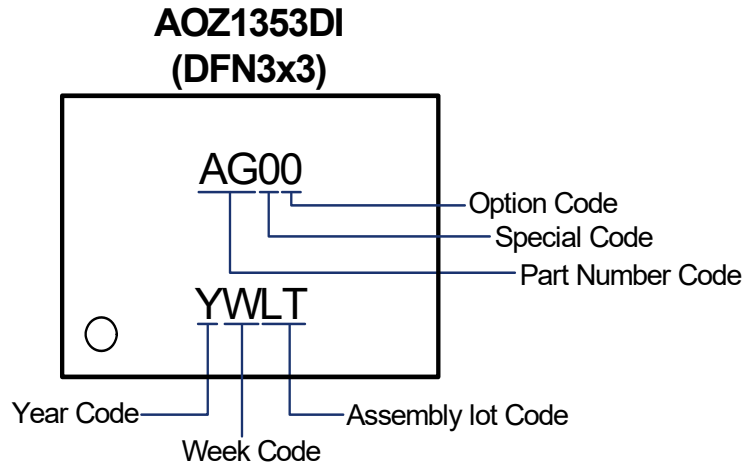 AOZ1353DI
(DFN3x3)
AG00
Option Code
Special Code
Part Number Code
YWLT
Year Code
Assembly lot Code
Week Code